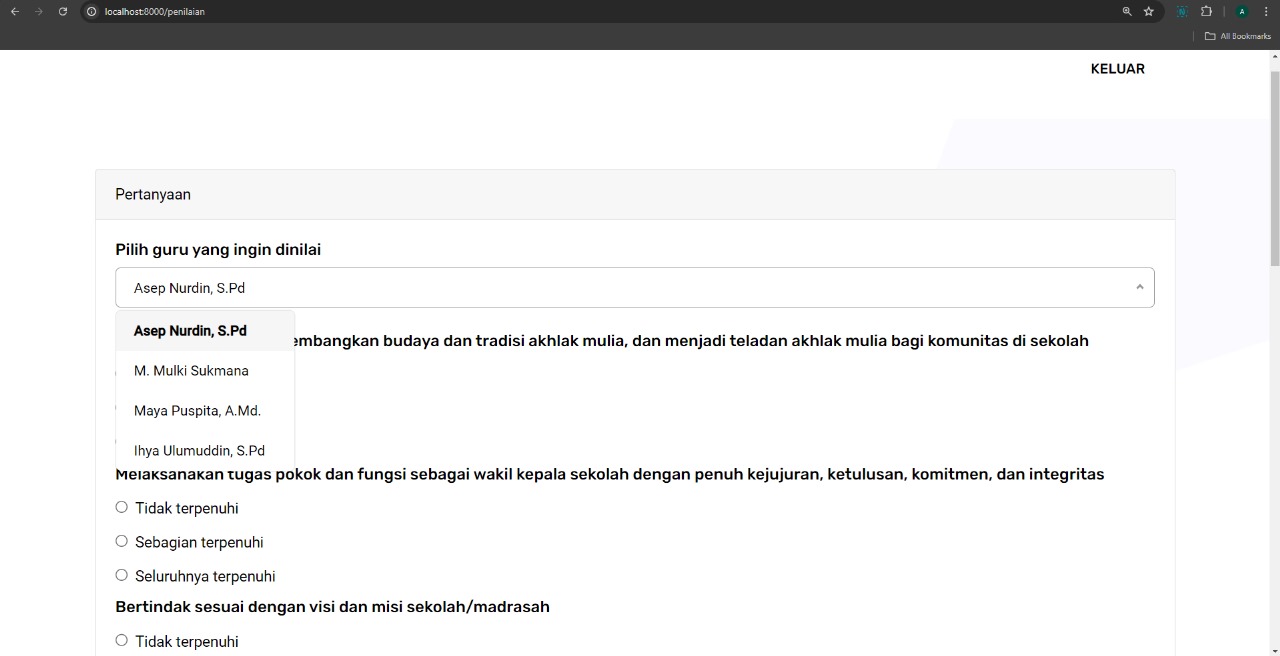 localhost:8000/penilaian
A
All Bookmarks
KELUAR
Pertanyaan
Pilih guru yang ingin dinilai
Asep Nurdin, S.Pd
Asep Nurdin, S.Pd
embangkan budaya dan tradisi akhlak mulia, dan menjadi teladan akhlak mulia bagi komunitas di sekolah
M. Mulki Sukmana
Maya Puspita, A.Md.
Ihya Ulumuddin, S.Pd
Melaksanakan tugas pokok dan fungsi sebagai wakil kepala sekolah dengan penuh kejujuran, ketulusan, komitmen, dan integritas
Tidak terpenuhi
Sebagian terpenuhi
Seluruhnya terpenuhi
Bertindak sesuai dengan visi dan misi sekolah/madrasah
Tidak terpenuhi